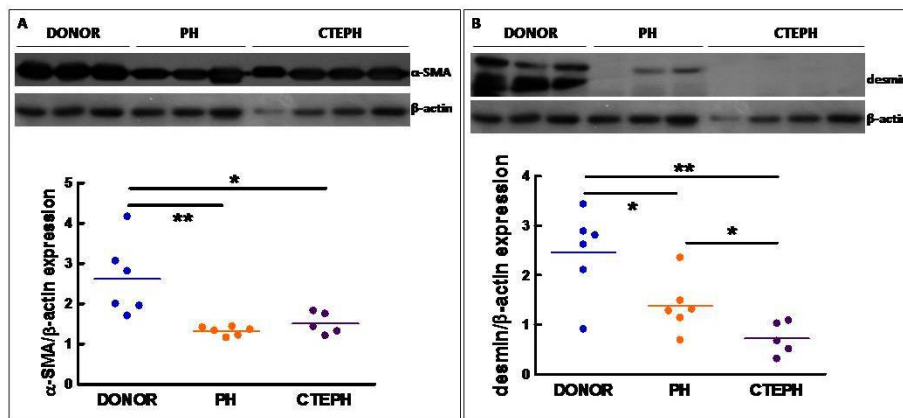 A
DONOR PH CTEPH
α-SMA
β-actin
α-SMA/β-actin expression
5
4
3
2
1
0
*
**
DONOR PH CTEPH
B
DONOR PH CTEPH
desmin
β-actin
desmin/β-actin expression
4
3
2
1
0
**
*
*
DONOR PH CTEPH